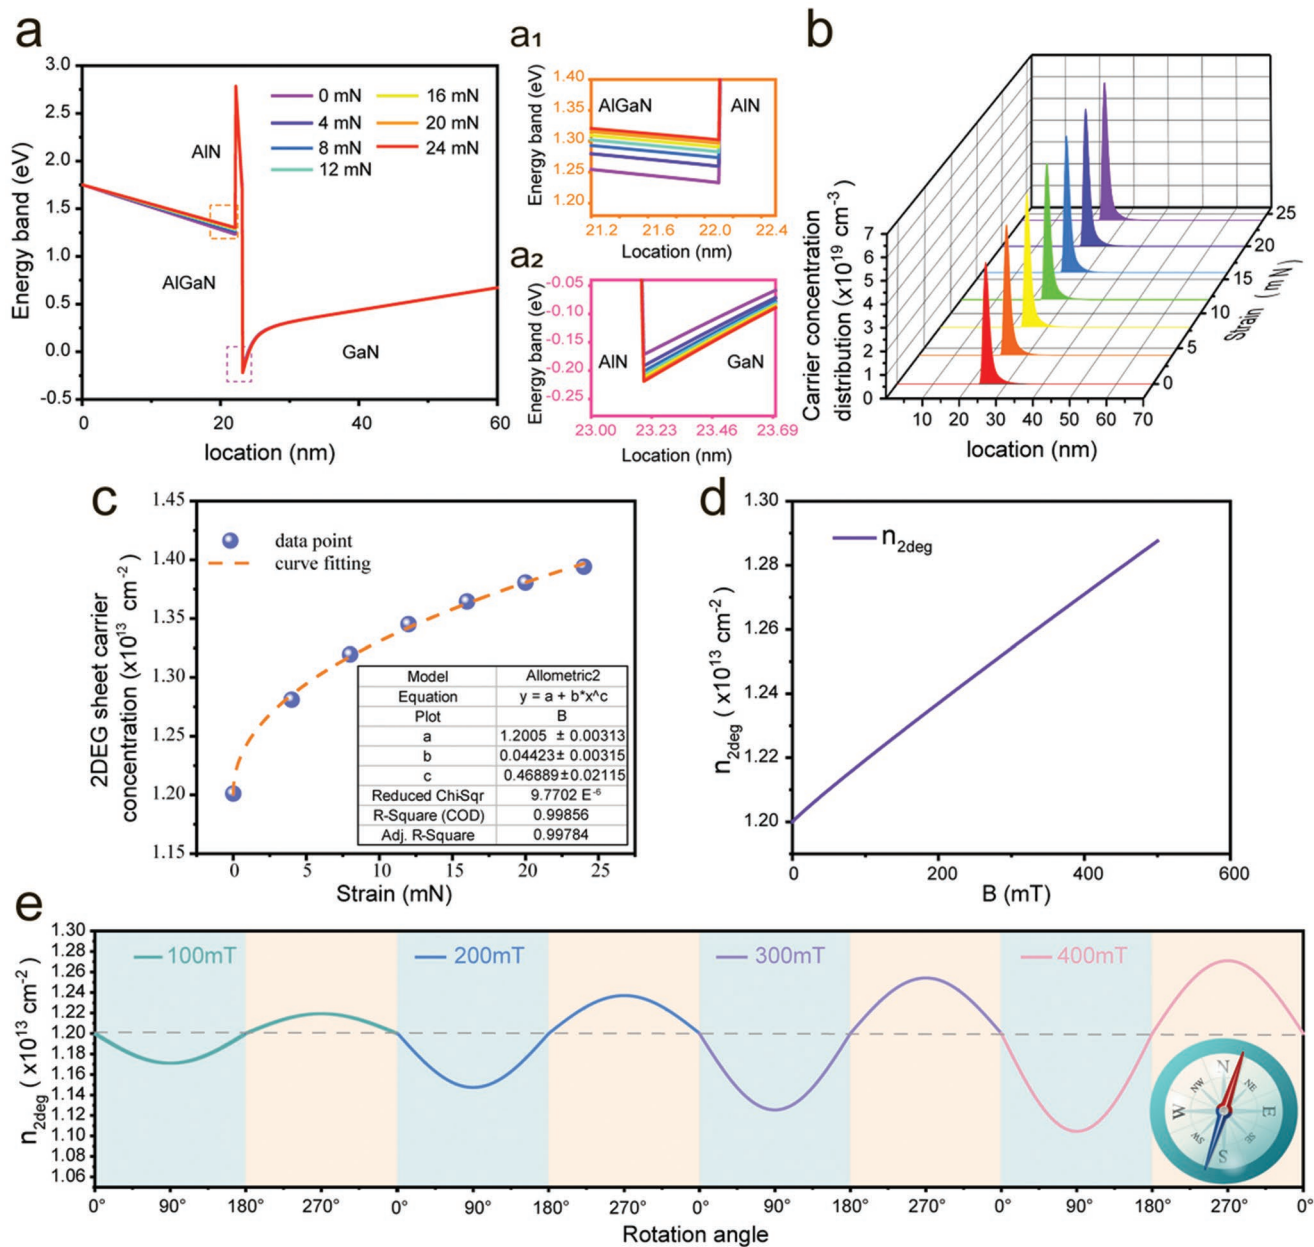 a
3.0
2.5
2.0
1.5
1.0
0.5
0.0
-0.5
Energy band (eV)
0 mN
4 mN
8 mN
12 mN
16 mN
20 mN
24 mN
AlN
AlGaN
GaN
0
20
40
60
location (nm)
a₁
1.40
1.35
1.30
1.25
1.20
Energy band (eV)
AlGaN
AlN
21.2
21.6
22.0
22.4
Location (nm)
a₂
-0.05
-0.10
-0.15
-0.20
-0.25
Energy band (eV)
AlN
GaN
23.00
23.23
23.46
23.69
Location (nm)
b
Carrier concentration
distribution (x10¹⁹ cm⁻³)
7
6
5
4
3
2
1
0
10
20
30
40
50
60
70
location (nm)
0
5
10
15
20
25
Strain (mN)
c
1.45
1.40
1.35
1.30
1.25
1.20
1.15
2DEG sheet carrier
concentration (x10¹³ cm⁻²)
data point
curve fitting
Model Allometric2
Equation y = a + b*x^c
Plot B
a 1.2005 ± 0.00313
b 0.04423± 0.00315
c 0.46889±0.02115
Reduced Chi-Sqr 9.7702 E⁻⁶
R-Square (COD) 0.99856
Adj. R-Square 0.99784
0
5
10
15
20
25
Strain (mN)
d
1.30
1.28
1.26
1.24
1.22
1.20
n2deg ( x10¹³ cm⁻²)
n2deg
0
200
400
600
B (mT)
e
1.30
1.28
1.26
1.24
1.22
1.20
1.18
1.16
1.14
1.12
1.10
1.08
1.06
n2deg ( x10¹³ cm⁻²)
100mT
200mT
300mT
400mT
N
NE
E
SE
S
SW
W
NW
0° 90° 180° 270° 0° 90° 180° 270° 0° 90° 180° 270° 0° 90° 180° 270° 0°
Rotation angle